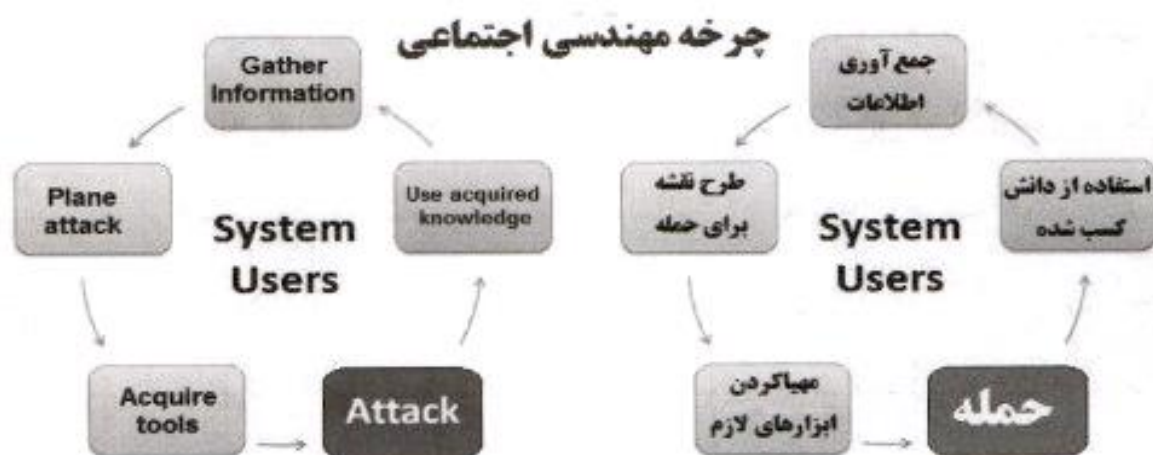 چرخه مهندسی اجتماعی
Gather
Information
Plane
attack
Use acquired
knowledge
System
Users
Acquire
tools
Attack
جمع آوری
اطلاعات
طرح نقشه
برای حمله
استفاده از دانش
کسب شده
System
Users
مهیاکردن
ابزارهای لازم
حمله